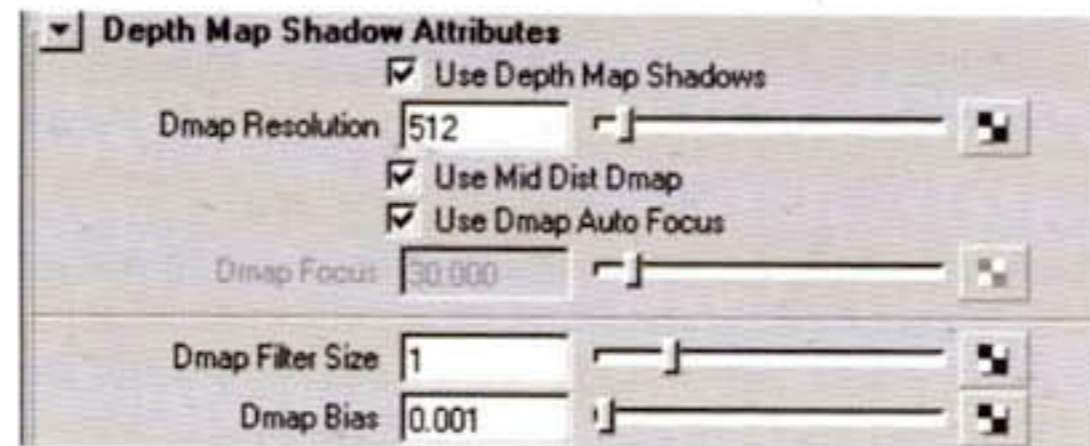 Depth Map Shadow Attributes
Use Depth Map Shadows
Dmap Resolution 512
Use Mid Dist Dmap
Use Dmap Auto Focus
Dmap Focus 30.000
Dmap Filter Size 1
Dmap Bias 0.001